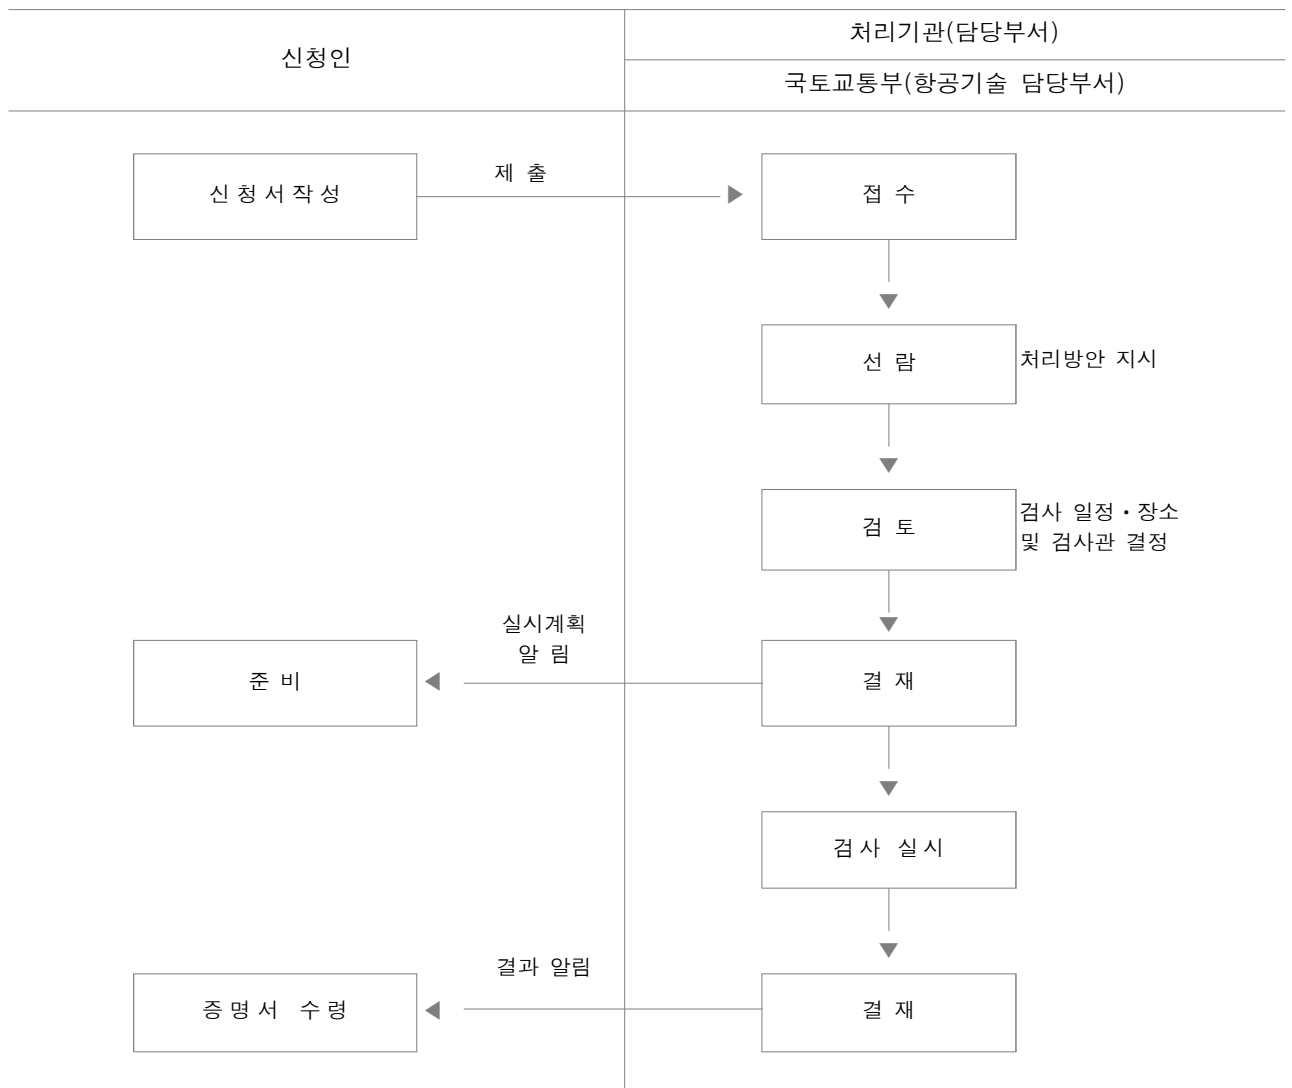 신청인
처리기관(담당부서)
국토교통부(항공기술 담당부서)
신청서작성
제 출
접 수
선 람
처리방안 지시
검 토
검사 일정·장소
및 검사관 결정
실시계획
알 림
준 비
결 재
검사 실시
결과 알림
증명서 수령
결 재